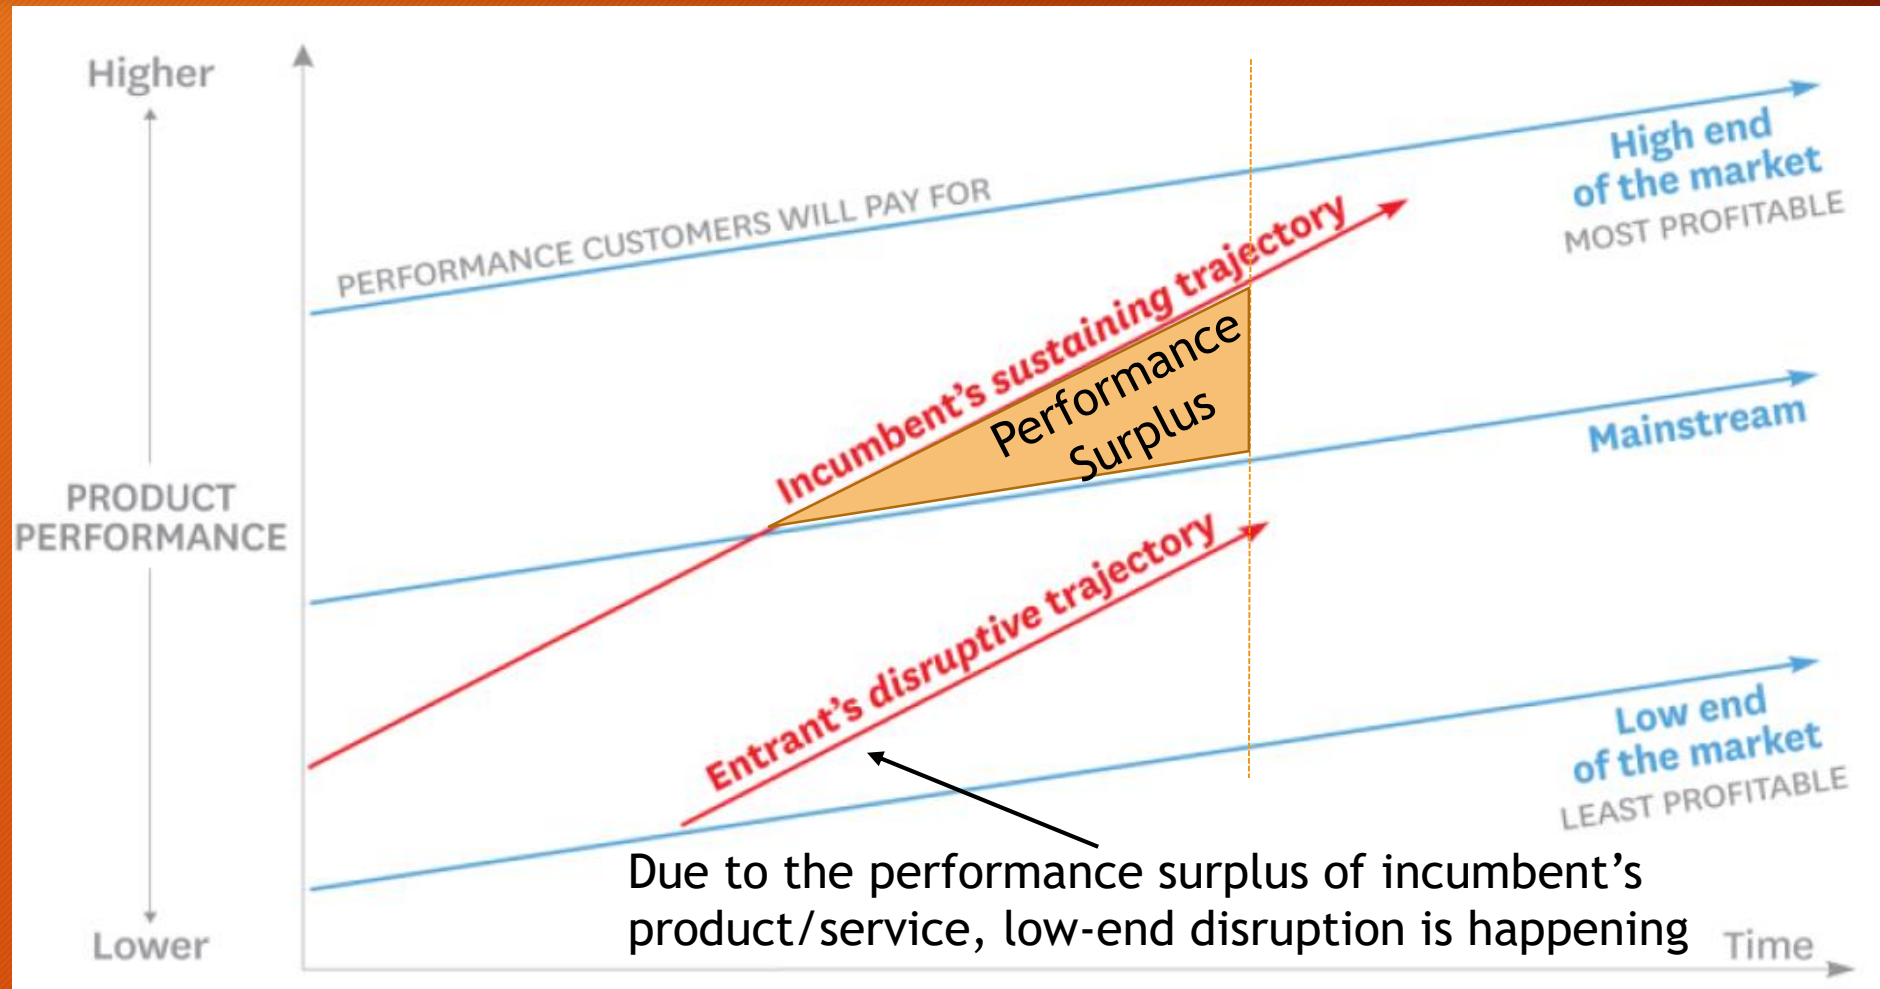 Higher
PRODUCT
PERFORMANCE
Lower
PERFORMANCE CUSTOMERS WILL PAY FOR
High end
of the market
MOST PROFITABLE
Incumbent’s sustaining trajectory
Performance
Surplus
Mainstream
Entrant’s disruptive trajectory
Low end
of the market
LEAST PROFITABLE
Due to the performance surplus of incumbent’s
product/service, low-end disruption is happening
Time